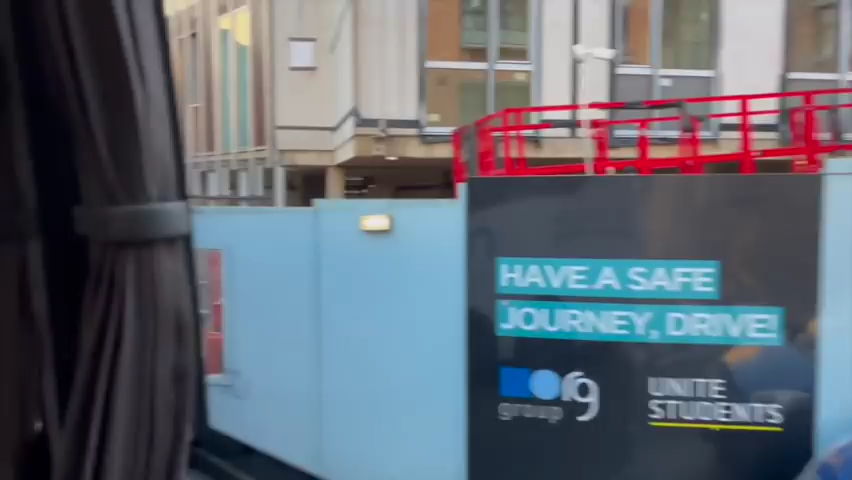 HAVE A SAFE
JOURNEY, DRIVE!
group
UNITE
STUDENTS